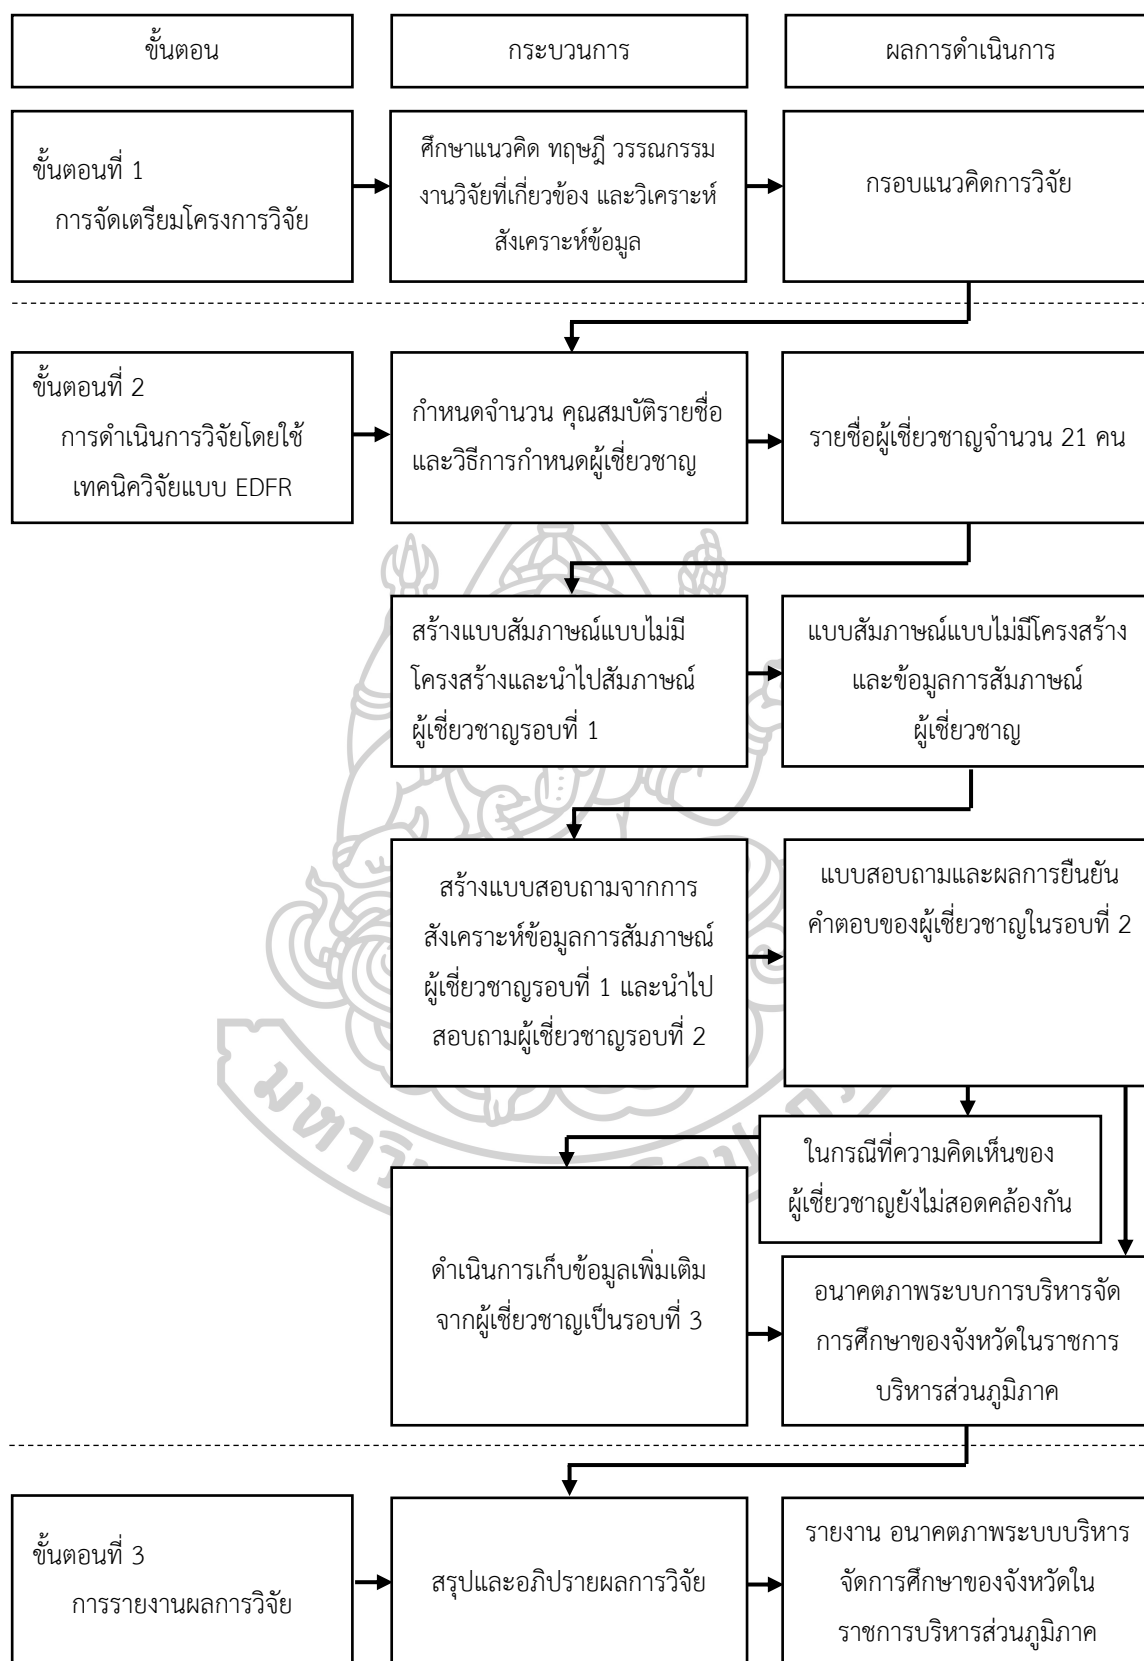 ขั้นตอน
กระบวนการ
ผลการดำเนินการ
ขั้นตอนที่ 1
การจัดเตรียมโครงการวิจัย
ศึกษาแนวคิด ทฤษฎี วรรณกรรม
งานวิจัยที่เกี่ยวข้อง และวิเคราะห์
สังเคราะห์ข้อมูล
กรอบแนวคิดการวิจัย
ขั้นตอนที่ 2
การดำเนินการวิจัยโดยใช้
เทคนิควิจัยแบบ EDFR
กำหนดจำนวน คุณสมบัติรายชื่อ
และวิธีการกำหนดผู้เชี่ยวชาญ
รายชื่อผู้เชี่ยวชาญจำนวน 21 คน
สร้างแบบสัมภาษณ์แบบไม่มี
โครงสร้างและนำไปสัมภาษณ์
ผู้เชี่ยวชาญรอบที่ 1
แบบสัมภาษณ์แบบไม่มีโครงสร้าง
และข้อมูลการสัมภาษณ์
ผู้เชี่ยวชาญ
สร้างแบบสอบถามจากการ
สังเคราะห์ข้อมูลการสัมภาษณ์
ผู้เชี่ยวชาญรอบที่ 1 และนำไป
สอบถามผู้เชี่ยวชาญรอบที่ 2
แบบสอบถามและผลการยืนยัน
คำตอบของผู้เชี่ยวชาญในรอบที่ 2
ในกรณีที่ความคิดเห็นของ
ผู้เชี่ยวชาญยังไม่สอดคล้องกัน
ดำเนินการเก็บข้อมูลเพิ่มเติม
จากผู้เชี่ยวชาญเป็นรอบที่ 3
อนาคตภาพระบบการบริหารจัด
การศึกษาของจังหวัดในราชการ
บริหารส่วนภูมิภาค
ขั้นตอนที่ 3
การรายงานผลการวิจัย
สรุปและอภิปรายผลการวิจัย
รายงาน อนาคตภาพระบบบริหาร
จัดการศึกษาของจังหวัดใน
ราชการบริหารส่วนภูมิภาค